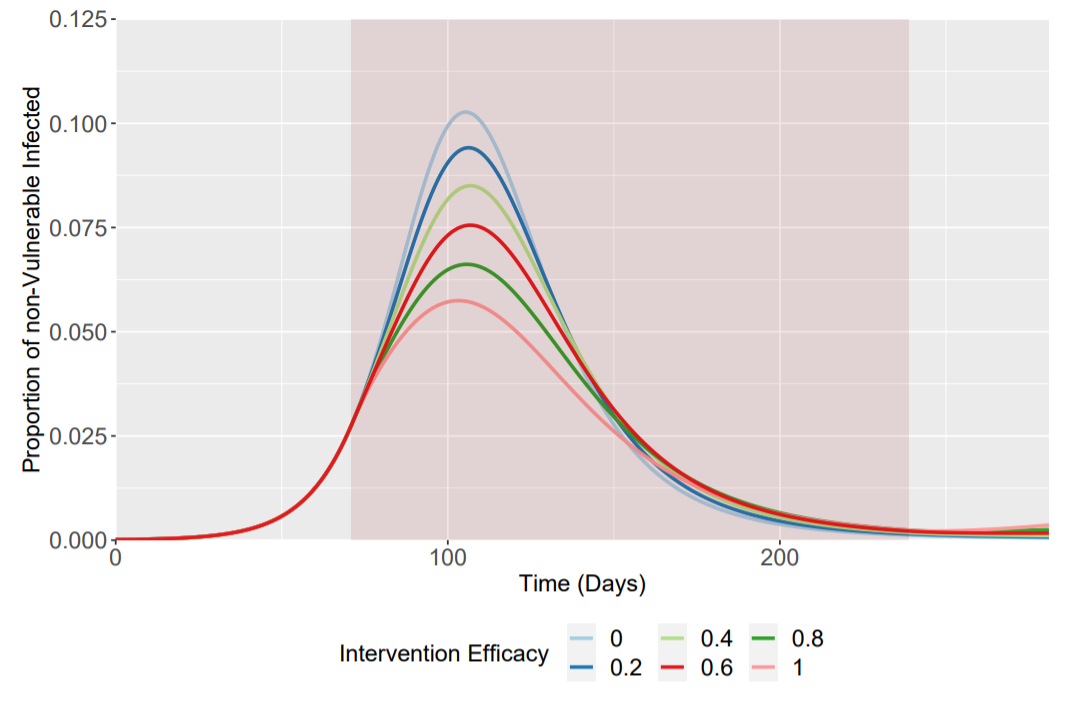 0.125
0.100
0.075
0.050
0.025
0.000
Proportion of non-Vulnerable Infected
0 100 200
Time (Days)
Intervention Efficacy
0 0.4 0.8
0.2 0.6 1